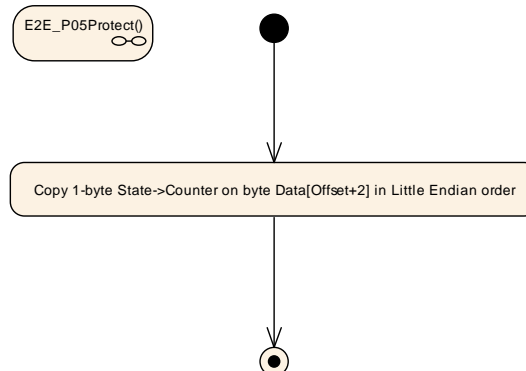 E2E_P05Protect()
Copy 1-byte State->Counter on byte Data[Offset+2] in Little Endian order